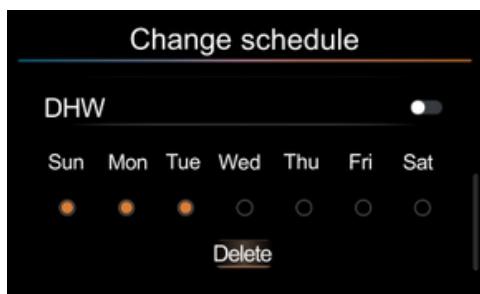 Change schedule
DHW
Sun Mon Tue Wed Thu Fri Sat
Delete